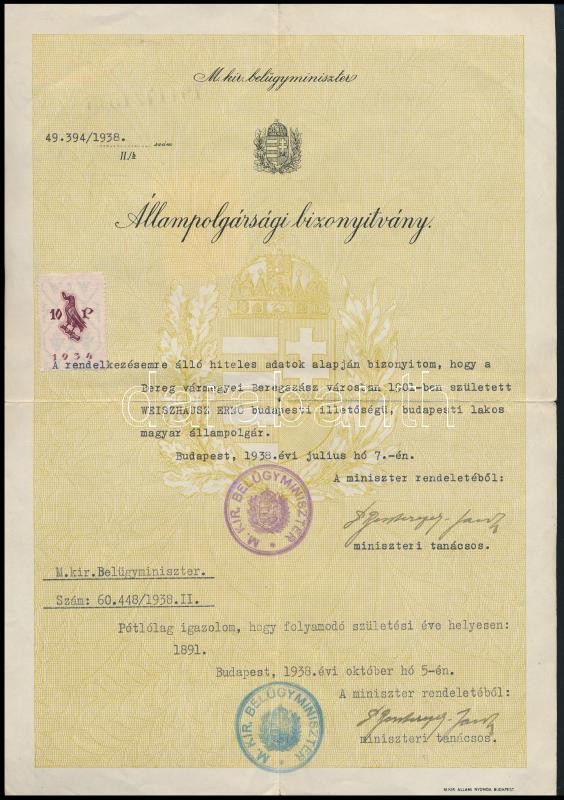 M. kir. belügyminiszter
49.394/1938. szám
II./b
Állampolgársági bizonyitvány.
10 P
1934
A rendelkezésemre álló hiteles adatok alapján bizonyitom, hogy a
Bereg vármegyei Beregszász városban 1901-ben született
WEISZHAUSZ ERNŐ budapesti illetőségü, budapesti lakos
magyar állampolgár.
Budapest, 1938.évi julius hó 7.-én.
A miniszter rendeletéből:
M. KIR. BELÜGYMINISZTER
miniszteri tanácsos.
M.kir.Belügyminiszter.
Szám: 60.448/1938.II.
Pótlólag igazolom, hogy folyamodó születési éve helyesen:
1891.
Budapest, 1938.évi október hó 5-én.
A miniszter rendeletéből:
M. KIR. BELÜGYMINISZTER
miniszteri tanácsos.
M. KIR. ÁLLAMI NYOMDA. BUDAPEST.
darabanth